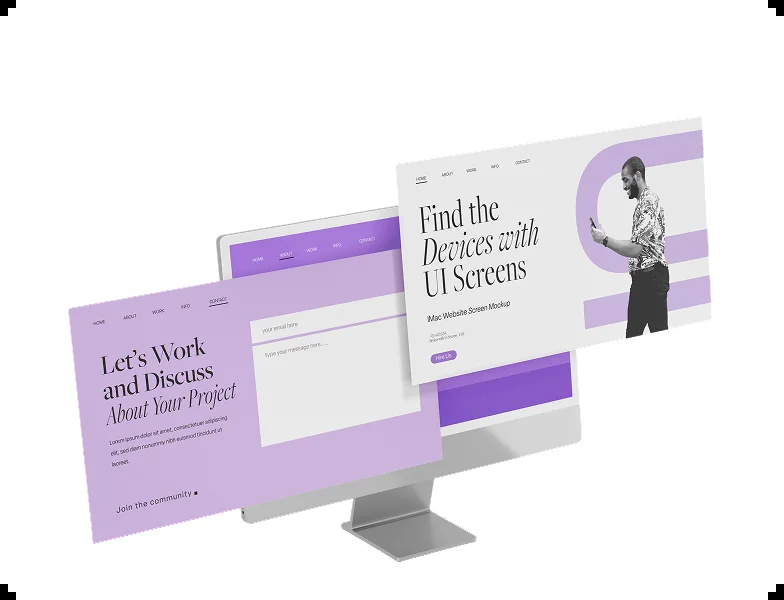 HOME ABOUT WORK INFO CONTACT
Find the
Devices with
UI Screens
iMac Website Screen Mockup
Hire Us
HOME ABOUT WORK INFO CONTACT
HOME ABOUT WORK INFO CONTACT
Let's Work
and Discuss
About Your Project
Lorem ipsum dolor sit amet, consectetuer adipiscing
elit, sed diam nonummy nibh euismod tincidunt ut
laoreet.
Join the community
your email here
type your message here.....